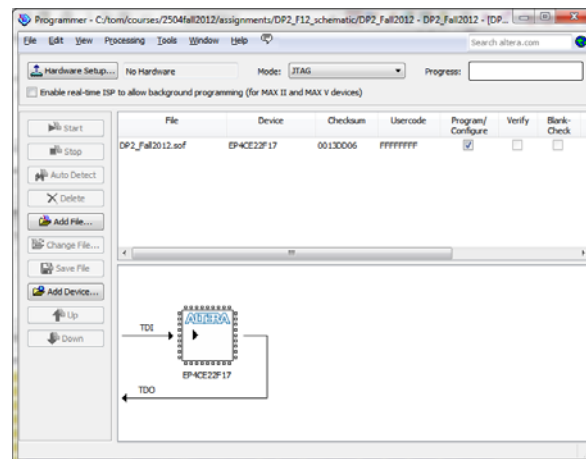 Programmer - C:/tom/courses/2504fall2012/assignments/DP2_F12_schematic/DP2_Fall2012 - DP2_Fall2012 - [DP...
File Edit View Processing Tools Window Help
Search altera.com
Hardware Setup... No Hardware Mode: JTAG Progress:
Enable real-time ISP to allow background programming (for MAX II and MAX V devices)
Start
Stop
Auto Detect
Delete
Add File...
Change File...
Save File
Add Device...
Up
Down
File Device Checksum Usercode Program/ Verify Blank-
Configure Check
DP2_Fall2012.sof EP4CE22F17 0013DD06 FFFFFFFF
TDI
ALTERA
EP4CE22F17
TDO